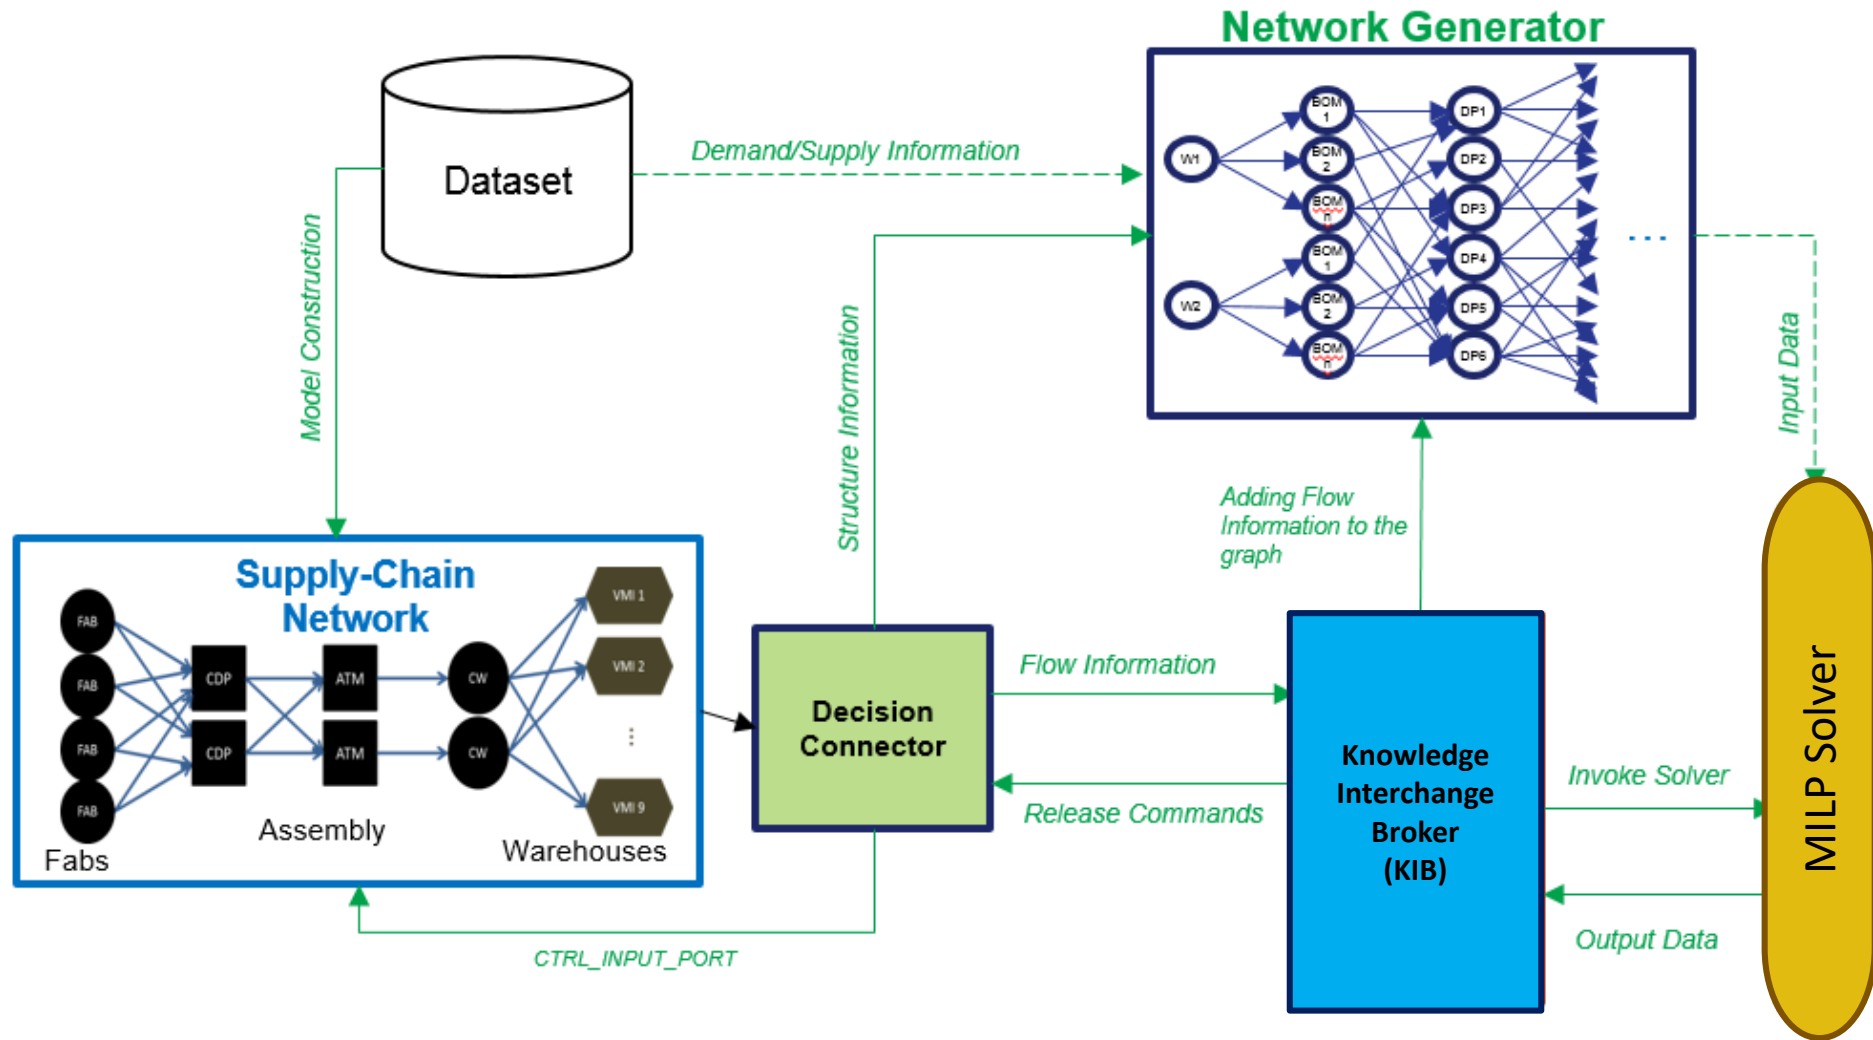 Network Generator
Dataset
Demand/Supply Information
Model Construction
Structure Information
W1
W2
BOM
1
BOM
2
BOM
n
BOM
1
BOM
2
BOM
n
DP1
DP2
DP3
DP4
DP5
DP6
...
Input Data
Adding Flow
Information to the
graph
Supply-Chain
Network
FAB
FAB
FAB
FAB
CDP
CDP
ATM
ATM
CW
CW
VMI 1
VMI 2
...
VMI 9
Fabs
Assembly
Warehouses
Decision
Connector
Flow Information
Release Commands
CTRL_INPUT_PORT
Knowledge
Interchange
Broker
(KIB)
Invoke Solver
Output Data
MILP Solver